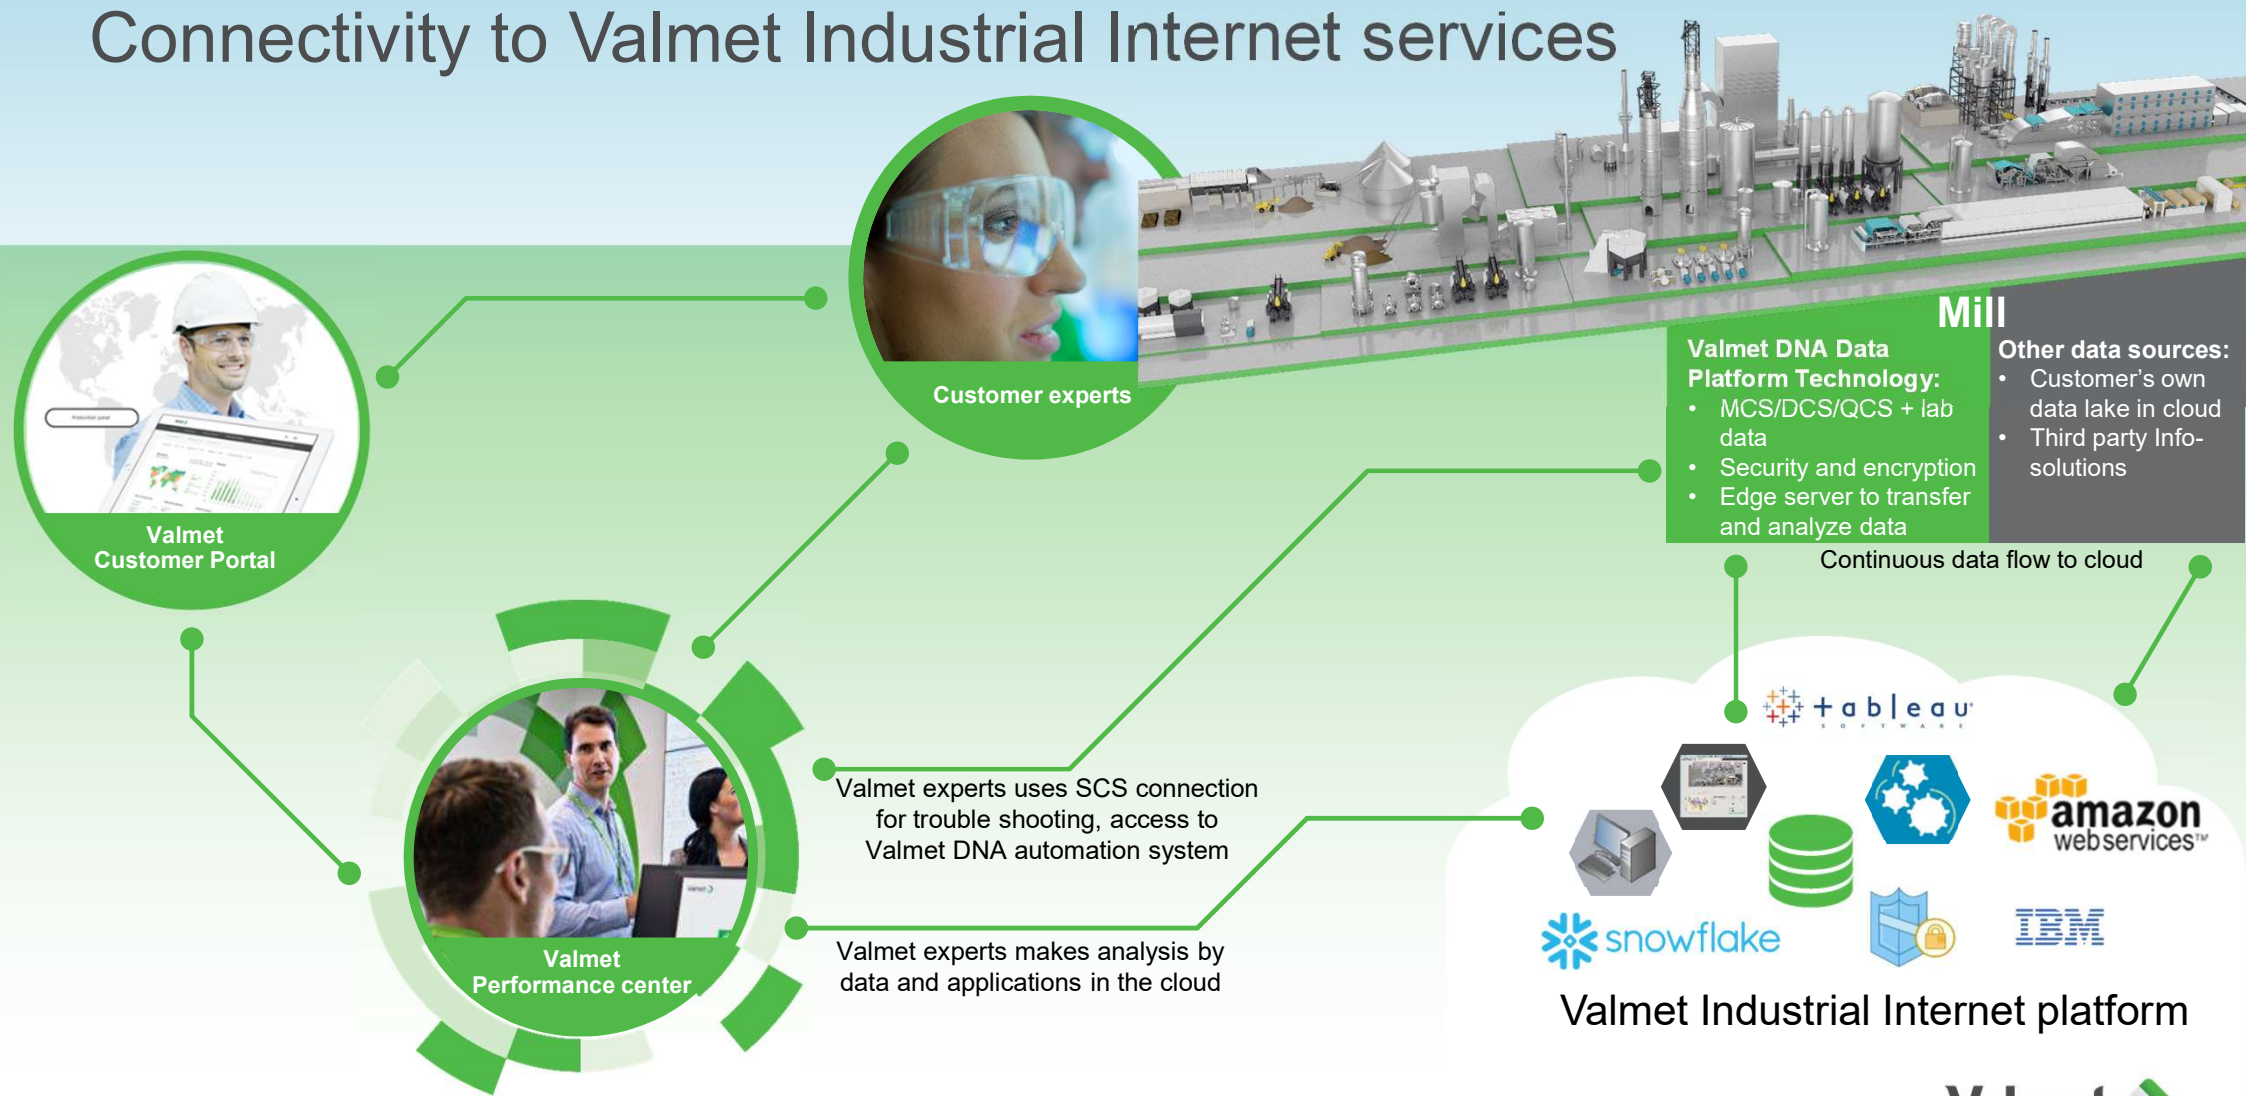 Connectivity to Valmet Industrial Internet services
Customer experts
Mill
Valmet DNA Data
Platform Technology:
• MCS/DCS/QCS + lab
data
• Security and encryption
• Edge server to transfer
and analyze data
Other data sources:
• Customer's own
data lake in cloud
• Third party Info-
solutions
Continuous data flow to cloud
Valmet
Customer Portal
Valmet experts uses SCS connection
for trouble shooting, access to
Valmet DNA automation system
Valmet experts makes analysis by
data and applications in the cloud
Valmet
Performance center
tableau
SOFTWARE
amazon
webservices™
snowflake
IBM
Valmet Industrial Internet platform